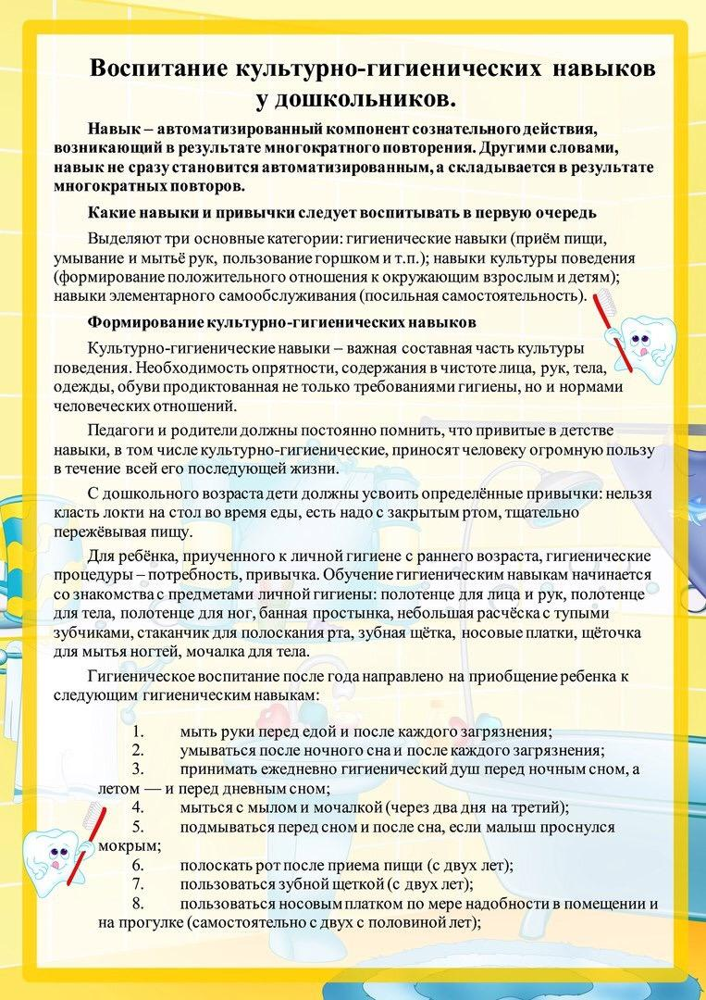 Воспитание культурно-гигиенических навыков
у дошкольников.
Навык – автоматизированный компонент сознательного действия,
возникающий в результате многократного повторения. Другими словами,
навык не сразу становится автоматизированным, а складывается в результате
многократных повторов.
Какие навыки и привычки следует воспитывать в первую очередь
Выделяют три основные категории: гигиенические навыки (приём пищи,
умывание и мытьё рук, пользование горшком и т.п.); навыки культуры поведения
(формирование положительного отношения к окружающим взрослым и детям);
навыки элементарного самообслуживания (посильная самостоятельность).
Формирование культурно-гигиенических навыков
Культурно-гигиенические навыки – важная составная часть культуры
поведения. Необходимость опрятности, содержания в чистоте лица, рук, тела,
одежды, обуви продиктованная не только требованиями гигиены, но и нормами
человеческих отношений.
Педагоги и родители должны постоянно помнить, что привитые в детстве
навыки, в том числе культурно-гигиенические, приносят человеку огромную пользу
в течение всей его последующей жизни.
С дошкольного возраста дети должны усвоить определённые привычки: нельзя
класть локти на стол во время еды, есть надо с закрытым ртом, тщательно
пережёвывая пищу.
Для ребёнка, приученного к личной гигиене с раннего возраста, гигиенические
процедуры – потребность, привычка. Обучение гигиеническим навыкам начинается
со знакомства с предметами личной гигиены: полотенце для лица и рук, полотенце
для тела, полотенце для ног, банная простынка, небольшая расчёска с тупыми
зубчиками, стаканчик для полоскания рта, зубная щётка, носовые платки, щёточка
для мытья ногтей, мочалка для тела.
Гигиеническое воспитание после года направлено на приобщение ребенка к
следующим гигиеническим навыкам:
1. мыть руки перед едой и после каждого загрязнения;
2. умываться после ночного сна и после каждого загрязнения;
3. принимать ежедневно гигиенический душ перед ночным сном, а
летом — и перед дневным сном;
4. мыться с мылом и мочалкой (через два дня на третий);
5. подмываться перед сном и после сна, если малыш проснулся
мокрым;
6. полоскать рот после приема пищи (с двух лет);
7. пользоваться зубной щеткой (с двух лет);
8. пользоваться носовым платком по мере надобности в помещении и
на прогулке (самостоятельно с двух с половиной лет);